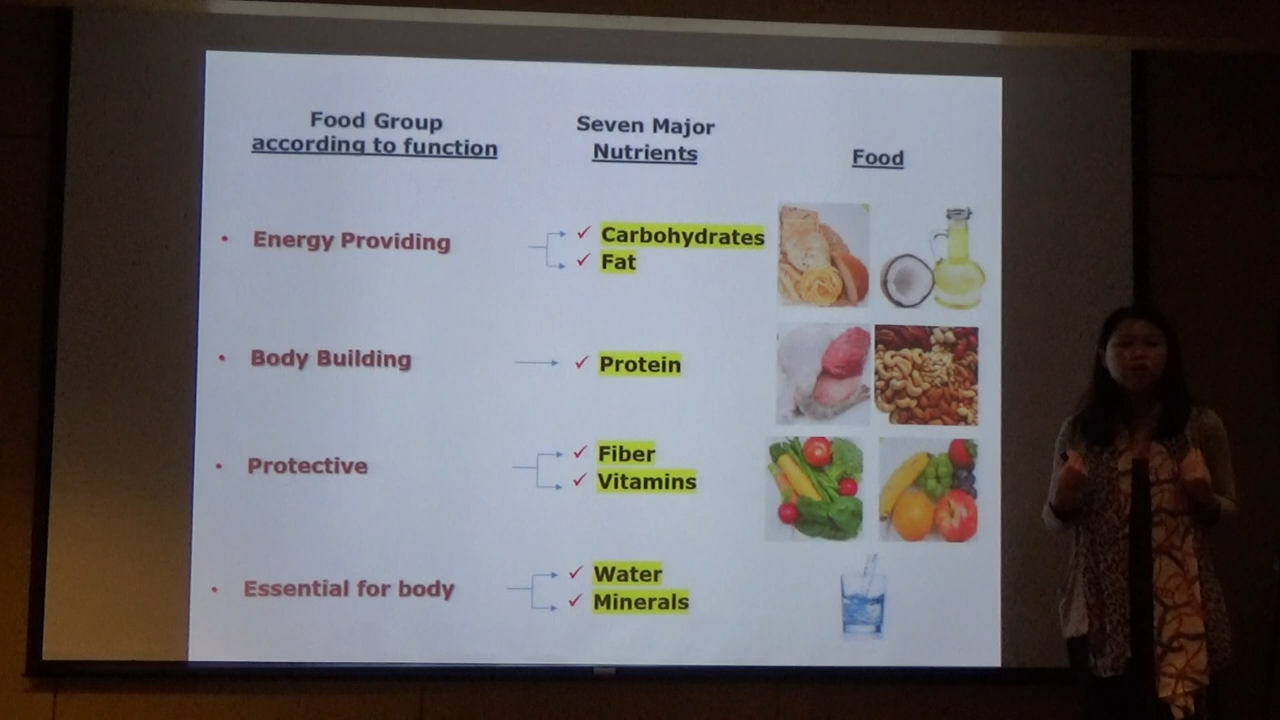 Food Group
according to function
Seven Major
Nutrients
Food
• Energy Providing
✓ Carbohydrates
✓ Fat
• Body Building
✓ Protein
• Protective
✓ Fiber
✓ Vitamins
• Essential for body
✓ Water
✓ Minerals